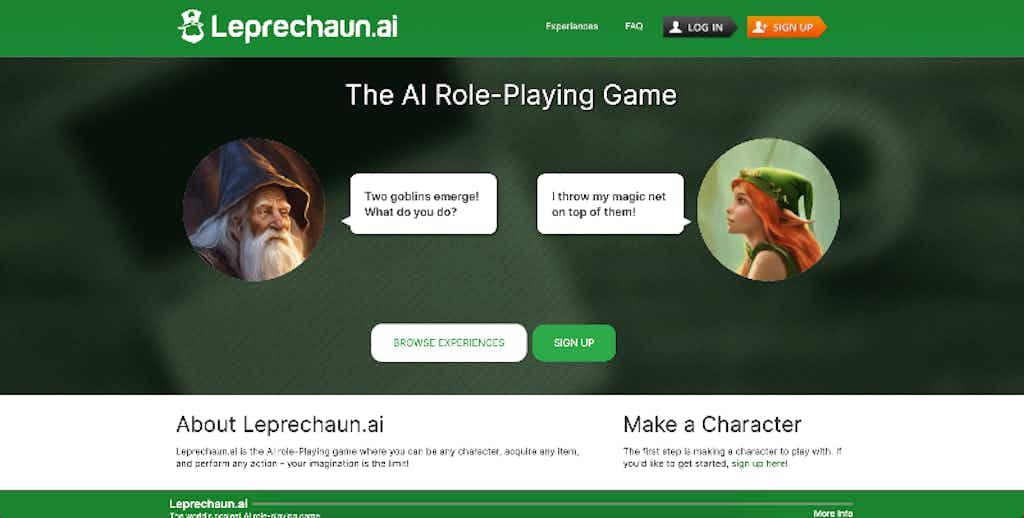 Leprechaun.ai
Experiences
FAQ
LOG IN
SIGN UP
The AI Role-Playing Game
Two goblins emerge!
What do you do?
I throw my magic net
on top of them!
BROWSE EXPERIENCES
SIGN UP
About Leprechaun.ai
Leprechaun.ai is the AI role-Playing game where you can be any character, acquire any item,
and perform any action – your imagination is the limit!
Make a Character
The first step is making a character to play with. If
you'd like to get started, sign up here!
Leprechaun.ai
The world's coolest AI role-playing game
More Info